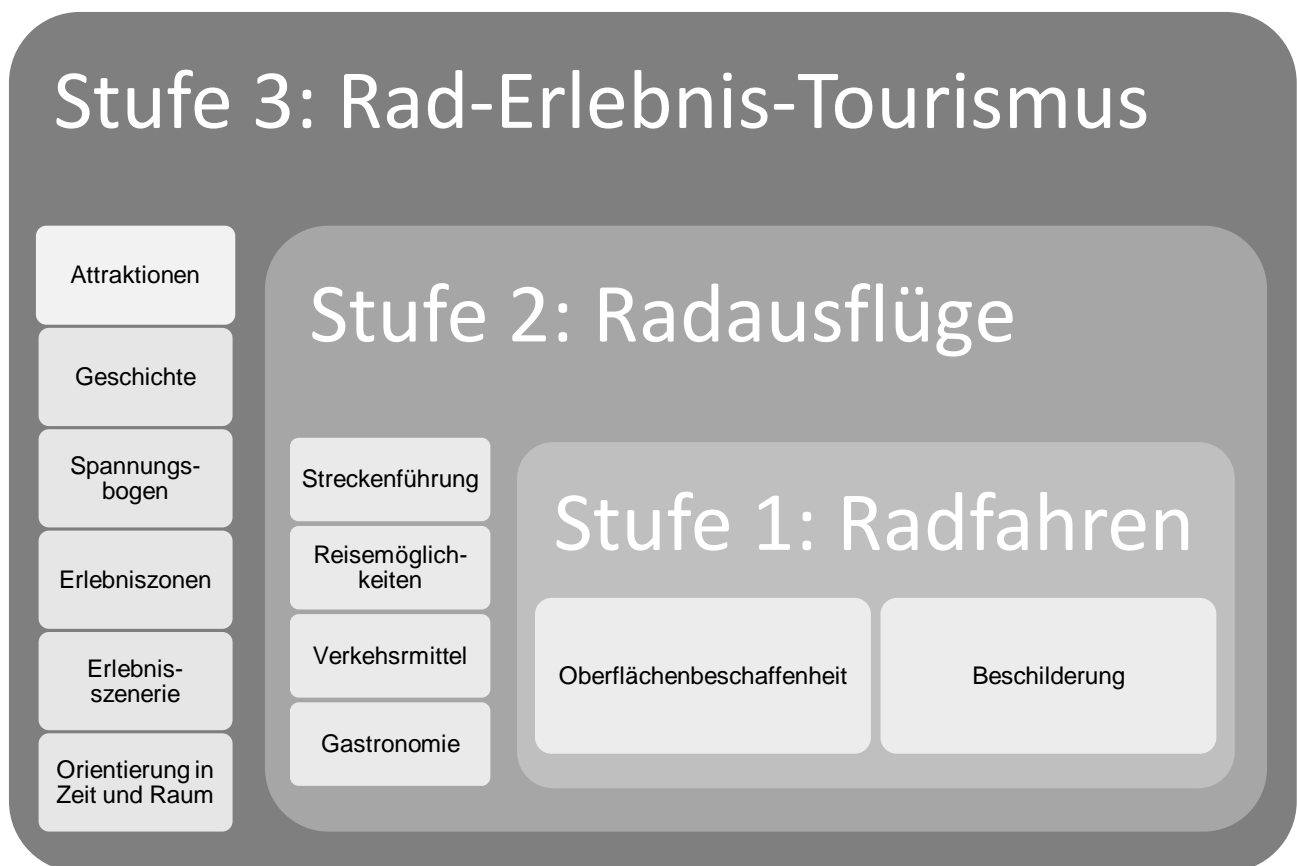 Stufe 3: Rad-Erlebnis-Tourismus
Attraktionen
Geschichte
Spannungs-
bogen
Erlebniszonen
Erlebnis-
szenerie
Orientierung in
Zeit und Raum
Stufe 2: Radausflüge
Streckenführung
Reisemöglich-
keiten
Verkehsrmittel
Gastronomie
Stufe 1: Radfahren
Oberflächenbeschaffenheit
Beschilderung